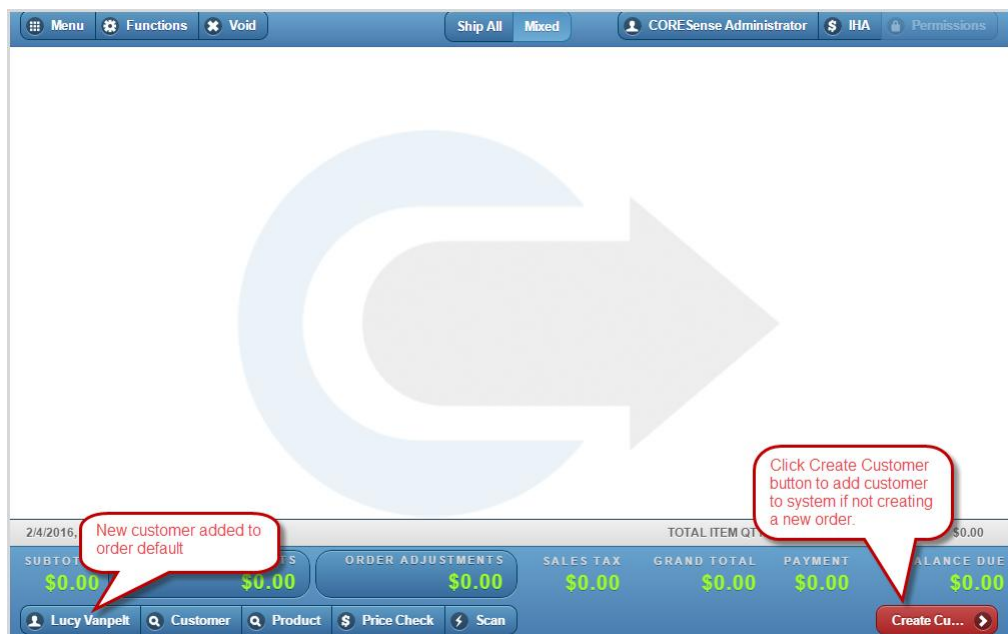 Menu Functions Void Ship All Mixed CORESense Administrator IHA Permissions
Click Create Customer
button to add customer
to system if not creating
a new order.
New customer added to
order default
2/4/2016, TOTAL ITEM QT $0.00
SUBTOT TS ORDER ADJUSTMENTS SALES TAX GRAND TOTAL PAYMENT ALANCE DUE
$0.00 $0.00 $0.00 $0.00 $0.00 $0.00 $0.00
Lucy Vanpelt Customer Product Price Check Scan Create Cu...